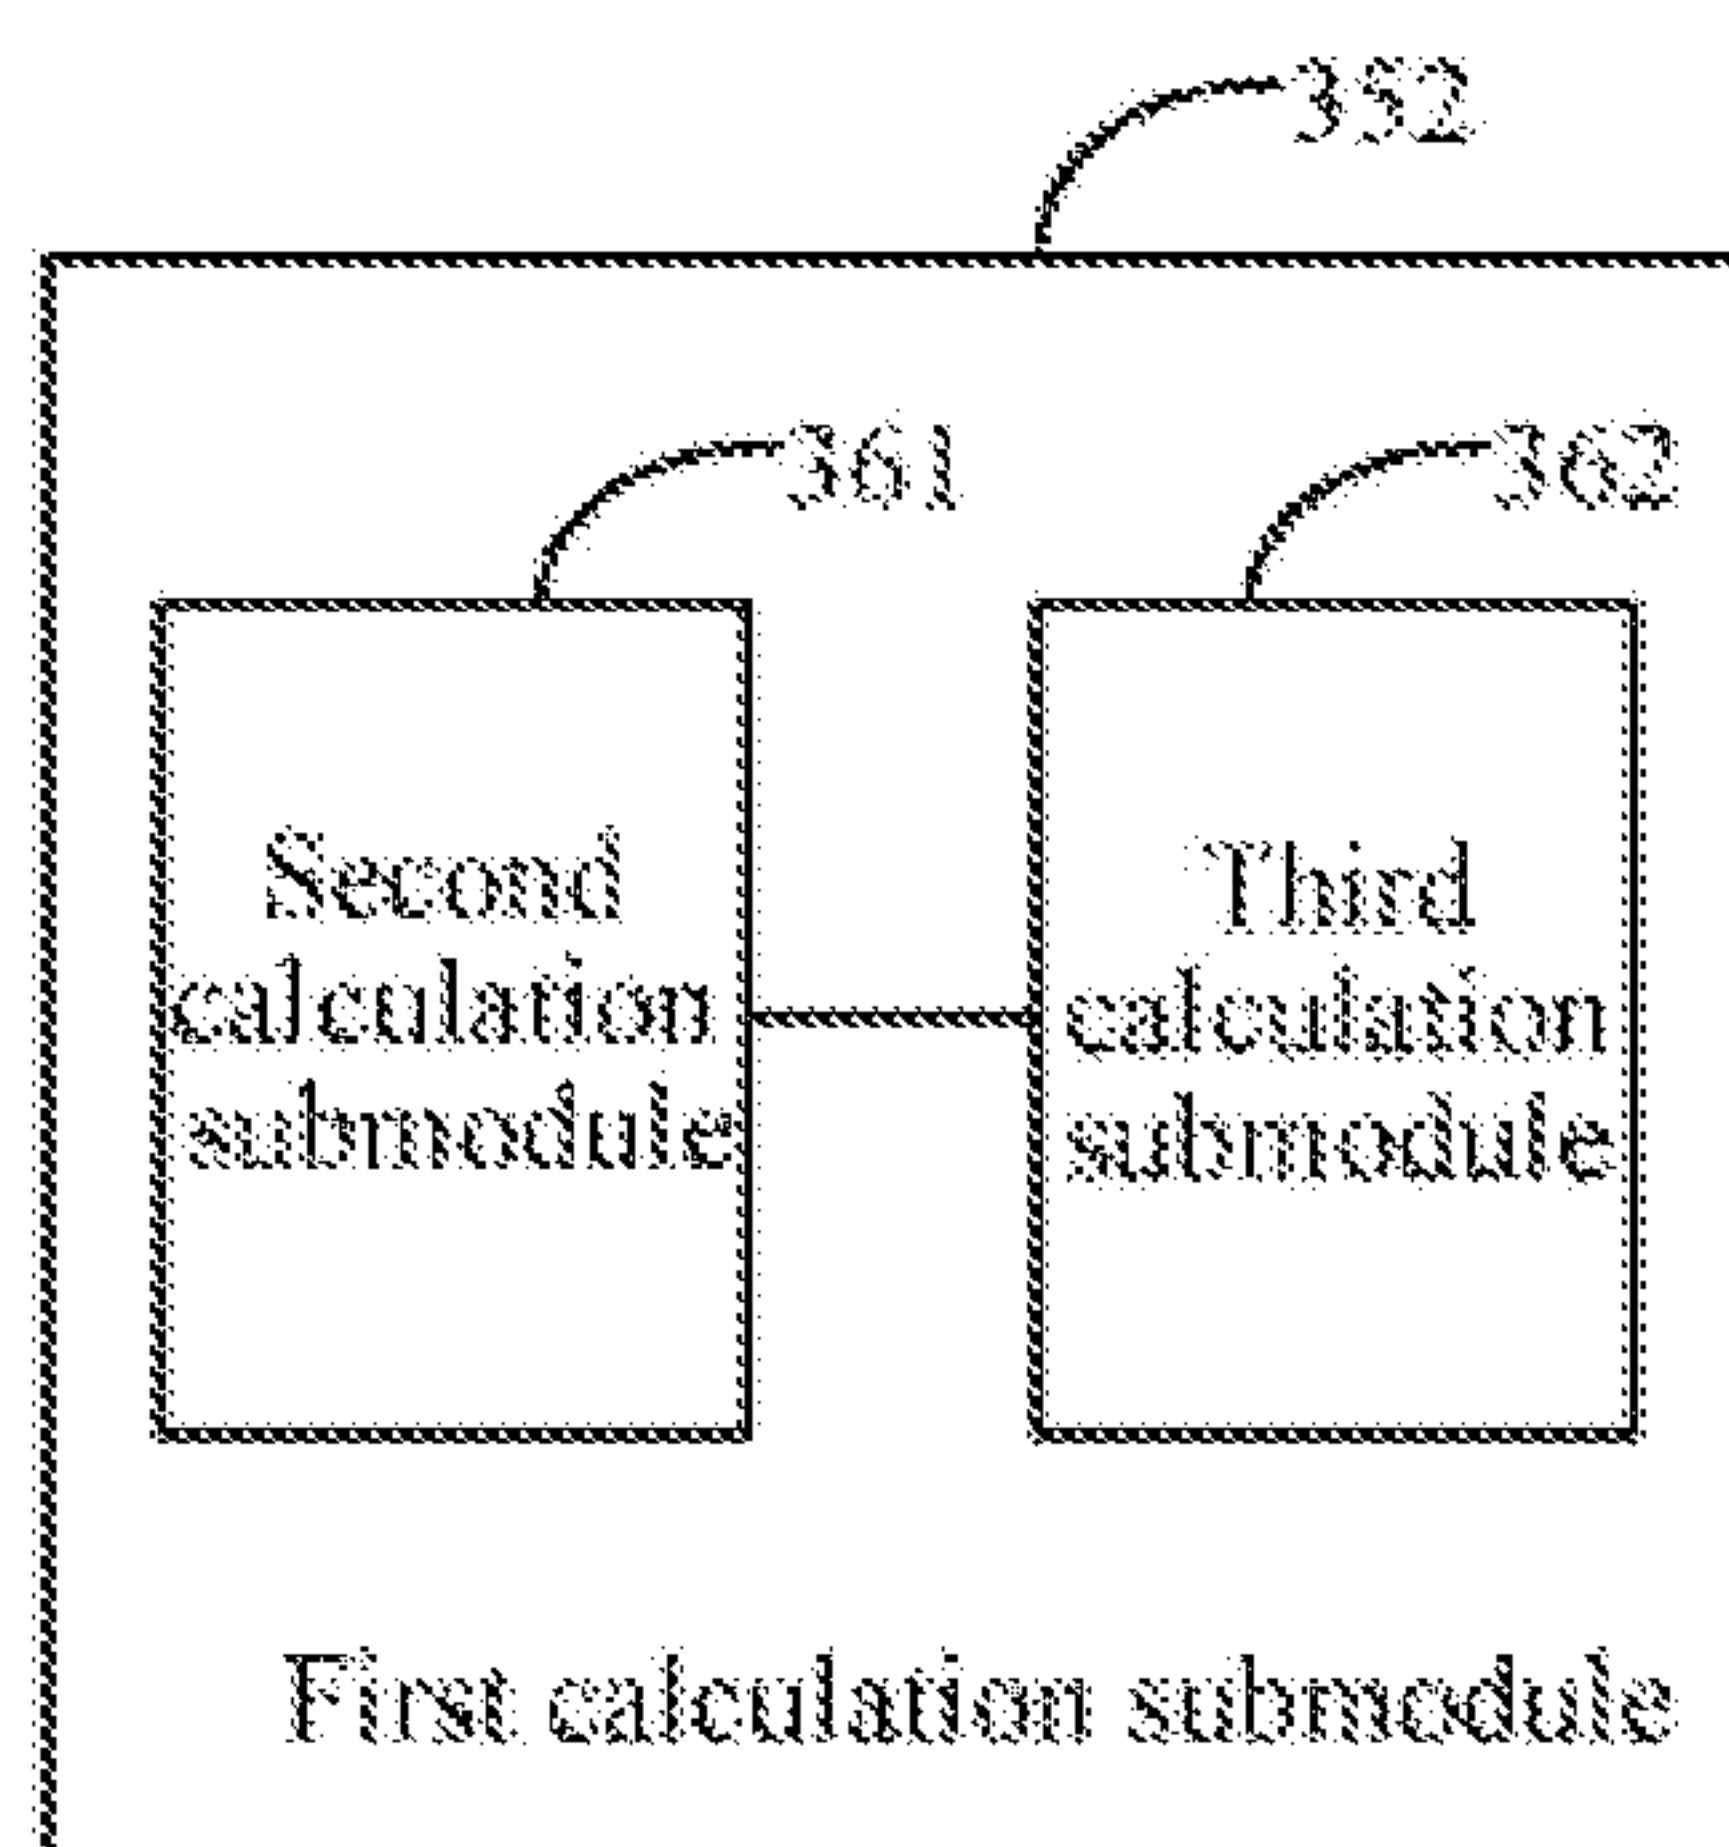 352
361
362
Second
calculation
submodule
Third
calculation
submodule
First calculation submodule